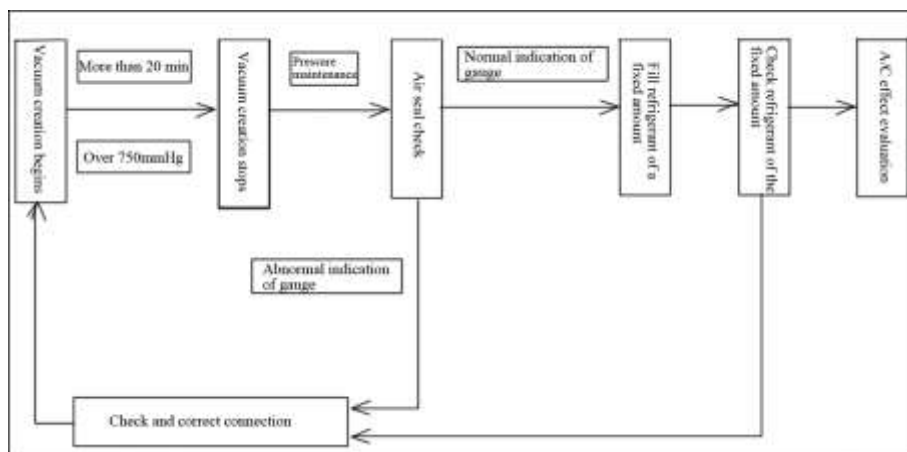 Vacuum creation begins
More than 20 min
Over 750mmHg
Vacuum creation stops
Pressure
maintenance
Air seal check
Normal indication of
gauge
Fill refrigerant of a
fixed amount
Check refrigerant of the
fixed amount
A/C effect evaluation
Abnormal indication
of gauge
Check and correct connection